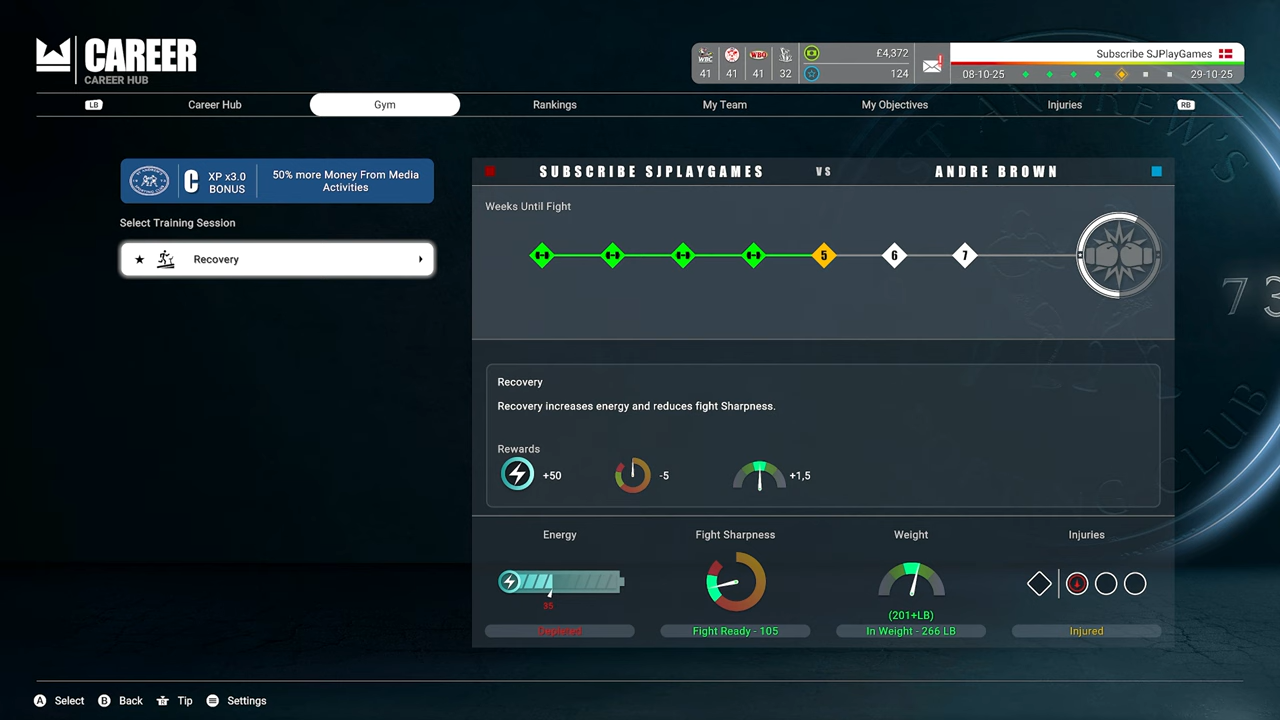 CAREER
CAREER HUB
WBC
WBO
41
41
41
32
£4,372
124
Subscribe SJPlayGames
08-10-25
29-10-25
LB
Career Hub
Gym
Rankings
My Team
My Objectives
Injuries
RB
C
XP x3.0
BONUS
50% more Money From Media
Activities
Select Training Session
Recovery
SUBSCRIBE SJPLAYGAMES
VS
ANDRE BROWN
Weeks Until Fight
5
6
7
Recovery
Recovery increases energy and reduces fight Sharpness.
Rewards
+50
-5
+1,5
Energy
Fight Sharpness
Weight
Injuries
35
(201+LB)
Depleted
Fight Ready - 105
In Weight - 266 LB
Injured
ST ANDREW'S
73
CLUB
A Select
B Back
Tip
Settings